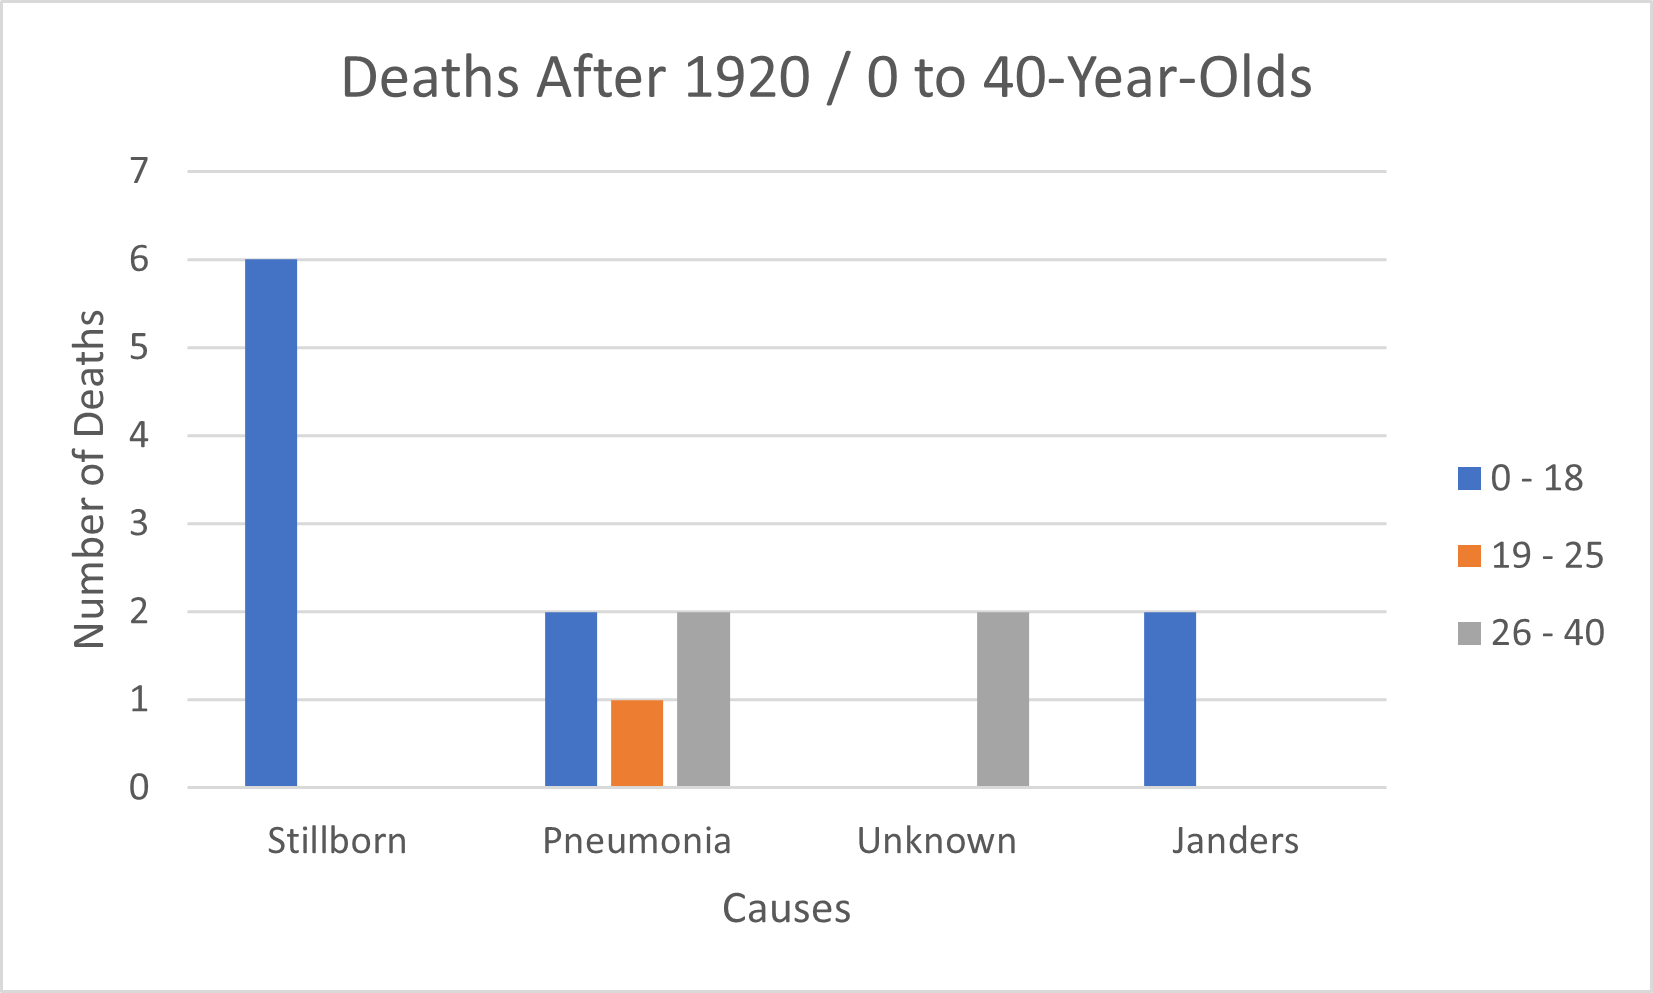 Deaths After 1920 / 0 to 40-Year-Olds
7
6
5
4
3
2
1
0
Number of Deaths
Stillborn
Pneumonia
Unknown
Janders
Causes
0 - 18
19 - 25
26 - 40